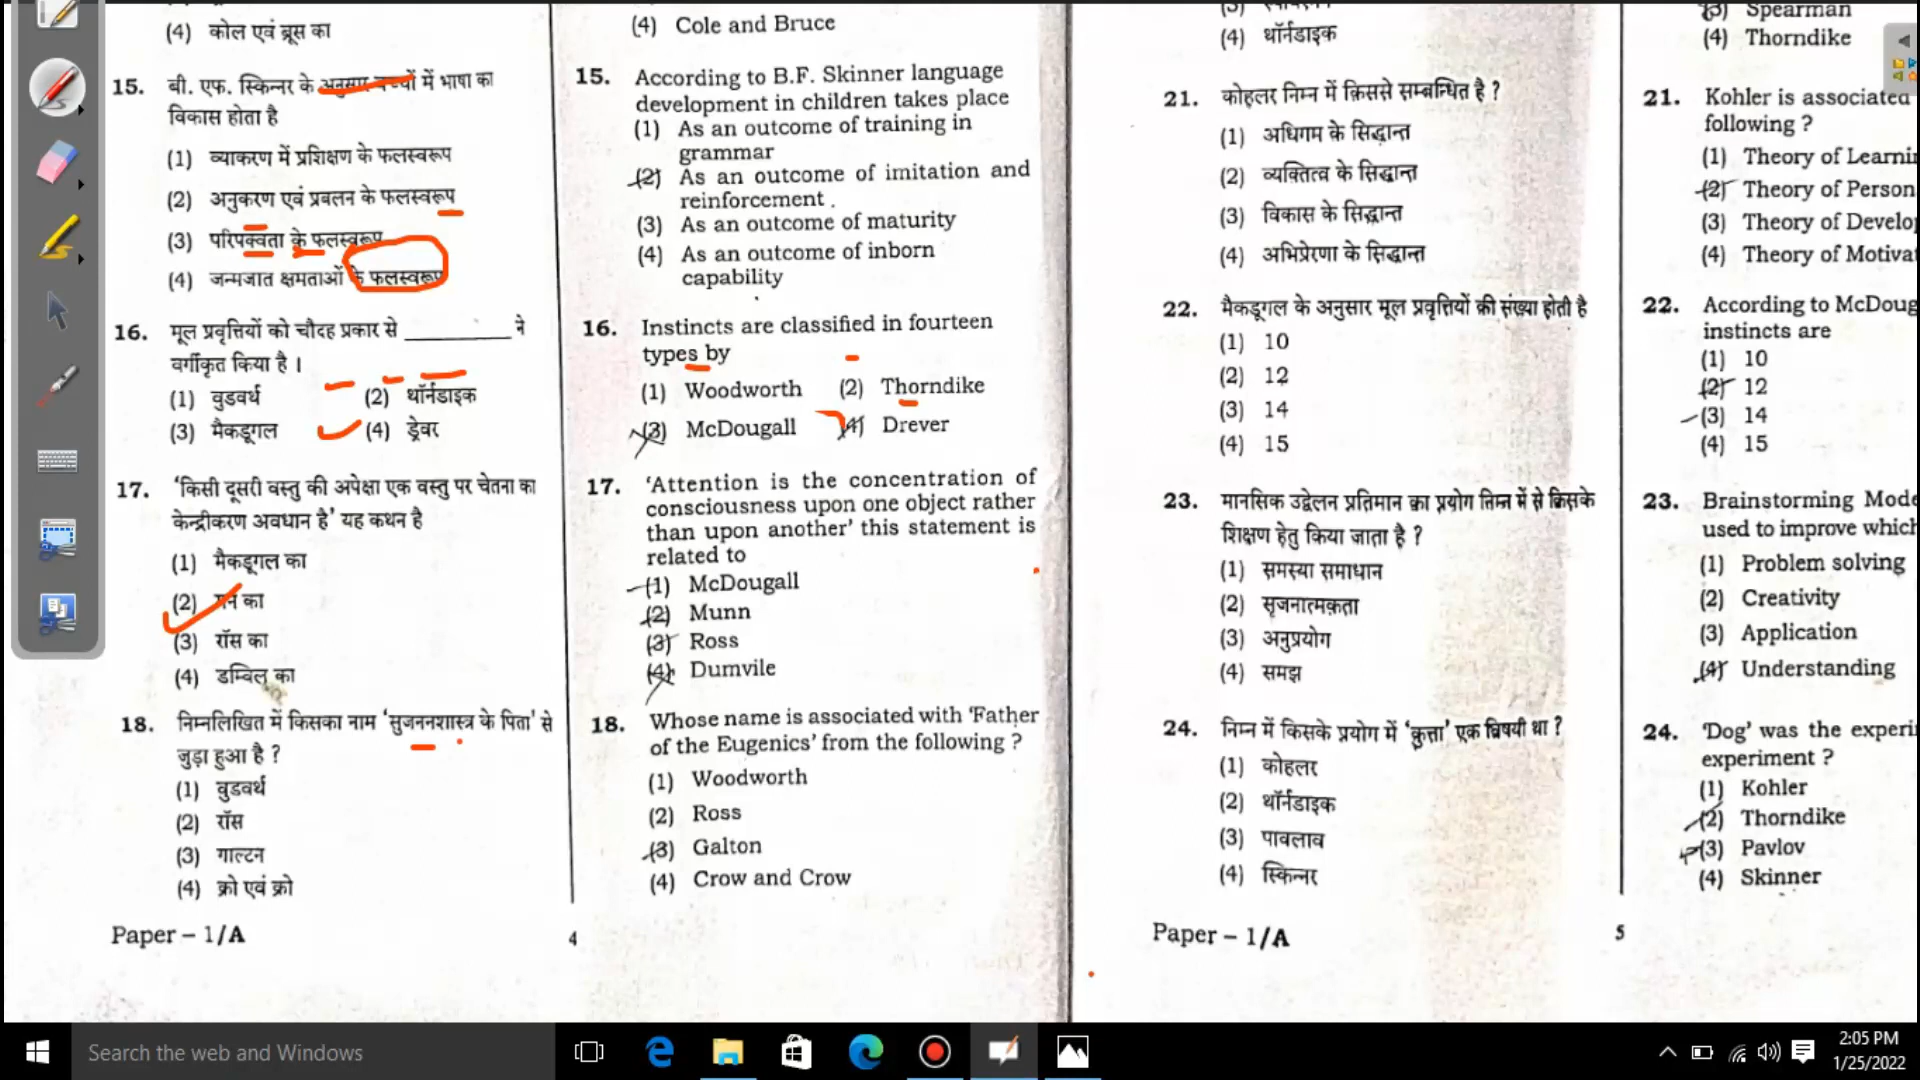 (4) कोल एवं ब्रूस का
15. बी. एफ. स्किन्नर के अनुसार बच्चों में भाषा का
विकास होता है
(1) व्याकरण में प्रशिक्षण के फलस्वरूप
(2) अनुकरण एवं प्रबलन के फलस्वरूप
(3) परिपक्वता के फलस्वरूप
(4) जन्मजात क्षमताओं के फलस्वरूप
16. मूल प्रवृत्तियों को चौदह प्रकार से __________ ने
वर्गीकृत किया है ।
(1) वुडवर्थ (2) थॉर्नडाइक
(3) मैकडूगल (4) ड्रेवर
17. ‘किसी दूसरी वस्तु की अपेक्षा एक वस्तु पर चेतना का
केन्द्रीकरण अवधान है’ यह कथन है
(1) मैकडूगल का
(2) मन का
(3) रॉस का
(4) डम्विल का
18. निम्नलिखित में किसका नाम ‘सुजननशास्त्र के पिता’ से
जुड़ा हुआ है ?
(1) वुडवर्थ
(2) रॉस
(3) गाल्टन
(4) क्रो एवं क्रो
Paper – 1/A
4
(4) Cole and Bruce
15. According to B.F. Skinner language
development in children takes place
(1) As an outcome of training in
grammar
(2) As an outcome of imitation and
reinforcement .
(3) As an outcome of maturity
(4) As an outcome of inborn
capability
16. Instincts are classified in fourteen
types by
(1) Woodworth (2) Thorndike
(3) McDougall (4) Drever
17. ‘Attention is the concentration of
consciousness upon one object rather
than upon another’ this statement is
related to
(1) McDougall
(2) Munn
(3) Ross
(4) Dumvile
18. Whose name is associated with ‘Father
of the Eugenics’ from the following ?
(1) Woodworth
(2) Ross
(3) Galton
(4) Crow and Crow
(4) थॉर्नडाइक
21. कोहलर निम्न में किससे सम्बन्धित है ?
(1) अधिगम के सिद्धान्त
(2) व्यक्तित्व के सिद्धान्त
(3) विकास के सिद्धान्त
(4) अभिप्रेरणा के सिद्धान्त
22. मैकडूगल के अनुसार मूल प्रवृत्तियों की संख्या होती है
(1) 10
(2) 12
(3) 14
(4) 15
23. मानसिक उद्वेलन प्रतिमान का प्रयोग निम्न में से किसके
शिक्षण हेतु किया जाता है ?
(1) समस्या समाधान
(2) सृजनात्मकता
(3) अनुप्रयोग
(4) समझ
24. निम्न में किसके प्रयोग में ‘कुत्ता’ एक विषयी था ?
(1) कोहलर
(2) थॉर्नडाइक
(3) पावलाव
(4) स्किन्नर
Paper – 1/A
5
(3) Spearman
(4) Thorndike
21. Kohler is associated
following ?
(1) Theory of Learni
(2) Theory of Person
(3) Theory of Develo
(4) Theory of Motiva
22. According to McDoug
instincts are
(1) 10
(2) 12
(3) 14
(4) 15
23. Brainstorming Mode
used to improve which
(1) Problem solving
(2) Creativity
(3) Application
(4) Understanding
24. ‘Dog’ was the experi
experiment ?
(1) Kohler
(2) Thorndike
(3) Pavlov
(4) Skinner
Search the web and Windows
2:05 PM
1/25/2022